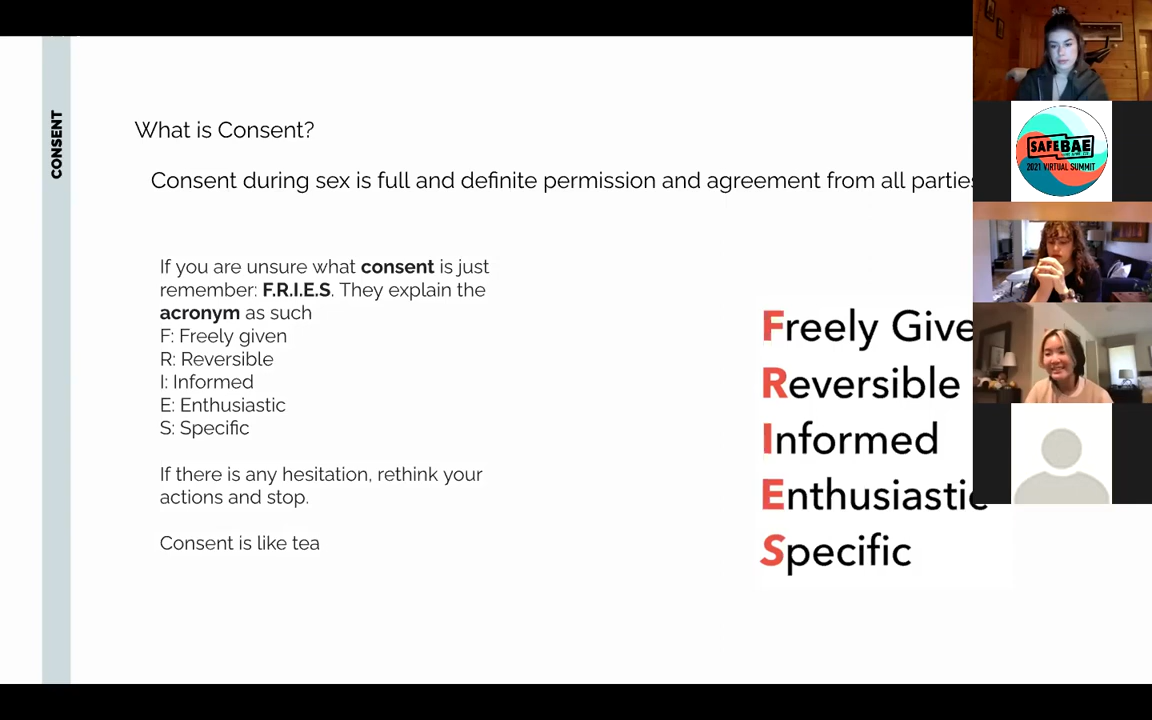 CONSENT
What is Consent?
Consent during sex is full and definite permission and agreement from all parties
If you are unsure what consent is just
remember: F.R.I.E.S. They explain the
acronym as such
F: Freely given
R: Reversible
I: Informed
E: Enthusiastic
S: Specific
If there is any hesitation, rethink your
actions and stop.
Consent is like tea
Freely Give
Reversible
Informed
Enthusiastic
Specific
SAFEBAE
2021 VIRTUAL SUMMIT